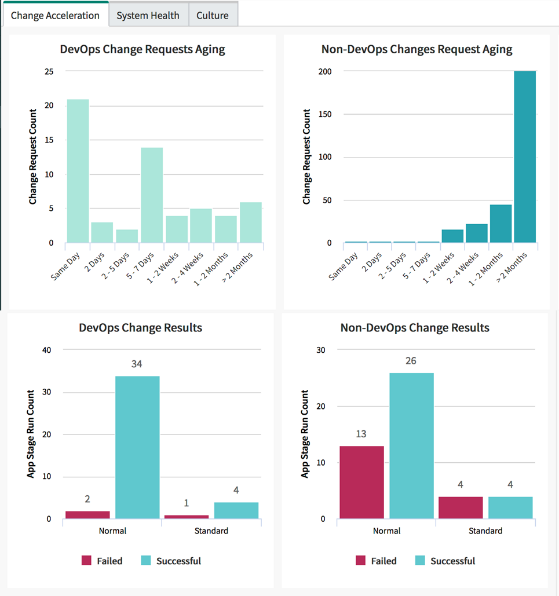 Change Acceleration
System Health
Culture
DevOps Change Requests Aging
Change Request Count
25
20
15
10
5
0
Same Day
2 Days
2 - 5 Days
5 - 7 Days
1 - 2 Weeks
2 - 4 Weeks
1 - 2 Months
> 2 Months
Non-DevOps Changes Request Aging
Change Request Count
200
150
100
50
0
Same Day
2 Days
2 - 5 Days
5 - 7 Days
1 - 2 Weeks
2 - 4 Weeks
1 - 2 Months
> 2 Months
DevOps Change Results
App Stage Run Count
40
30
20
10
0
2
34
1
4
Normal
Standard
Failed
Successful
Non-DevOps Change Results
App Stage Run Count
30
20
10
0
13
26
4
4
Normal
Standard
Failed
Successful